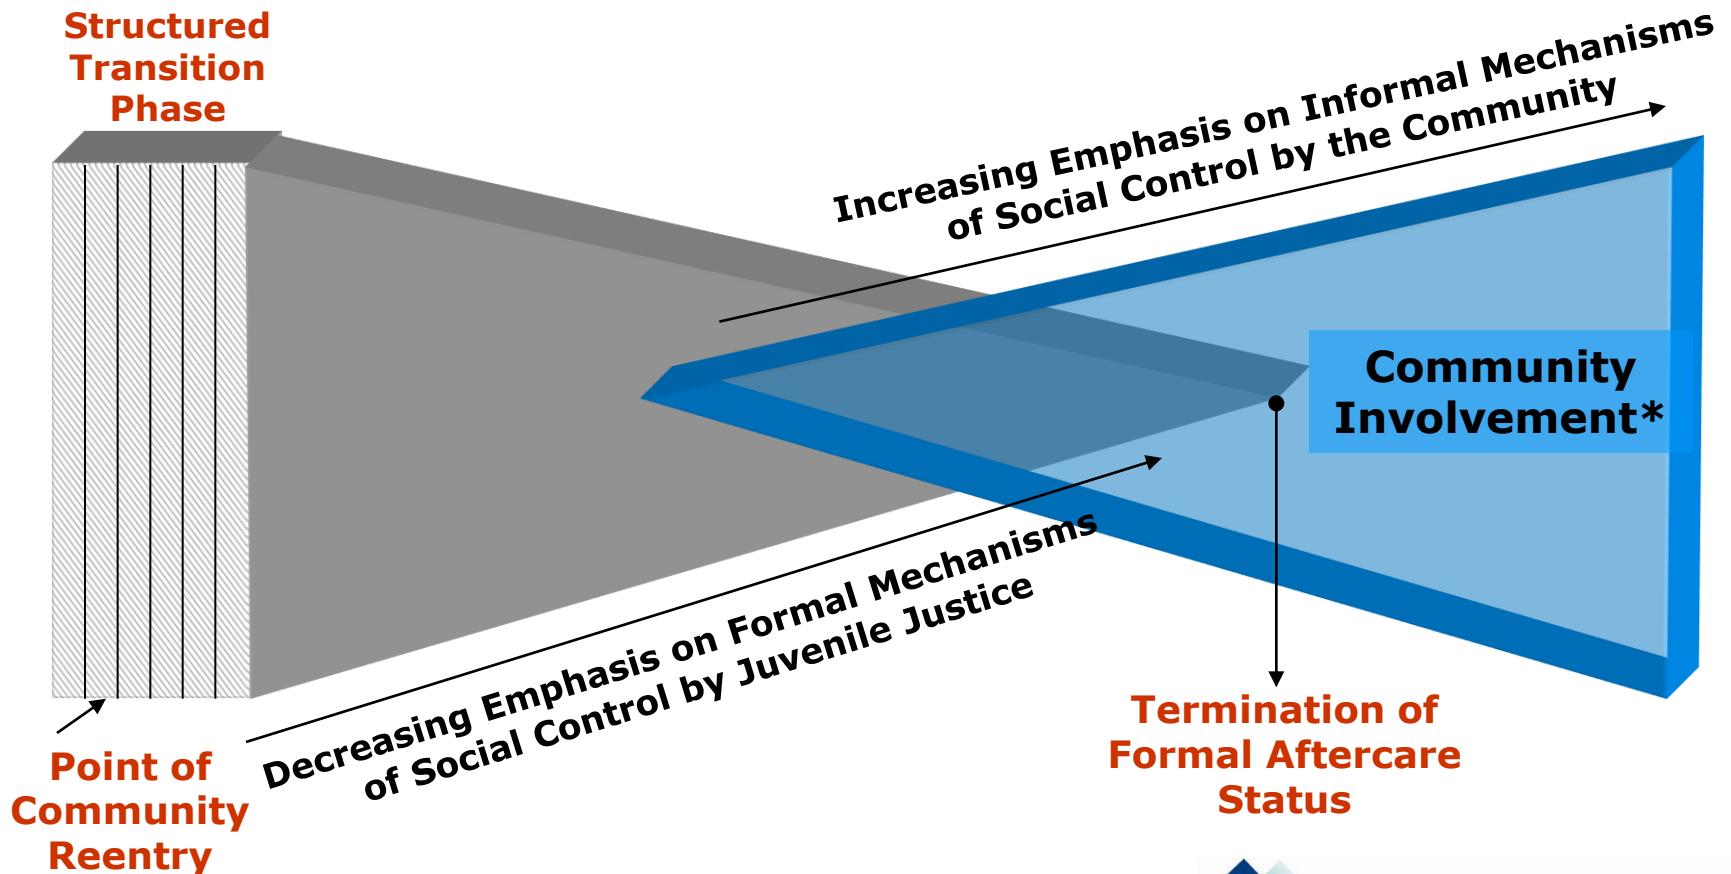 Structured
Transition
Phase
Increasing Emphasis on Informal Mechanisms
of Social Control by the Community
Community
Involvement*
Decreasing Emphasis on Formal Mechanisms
of Social Control by Juvenile Justice
Termination of
Formal Aftercare
Status
Point of
Community
Reentry